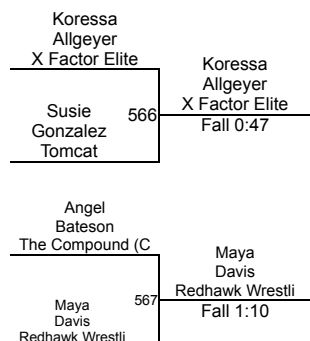 Koressa
Allgeyer
X Factor Elite
Susie
Gonzalez
Tomcat
566
Koressa
Allgeyer
X Factor Elite
Fall 0:47
Angel
Bateson
The Compound (C
Maya
Davis
Redhawk Wrestli
567
Maya
Davis
Redhawk Wrestli
Fall 1:10